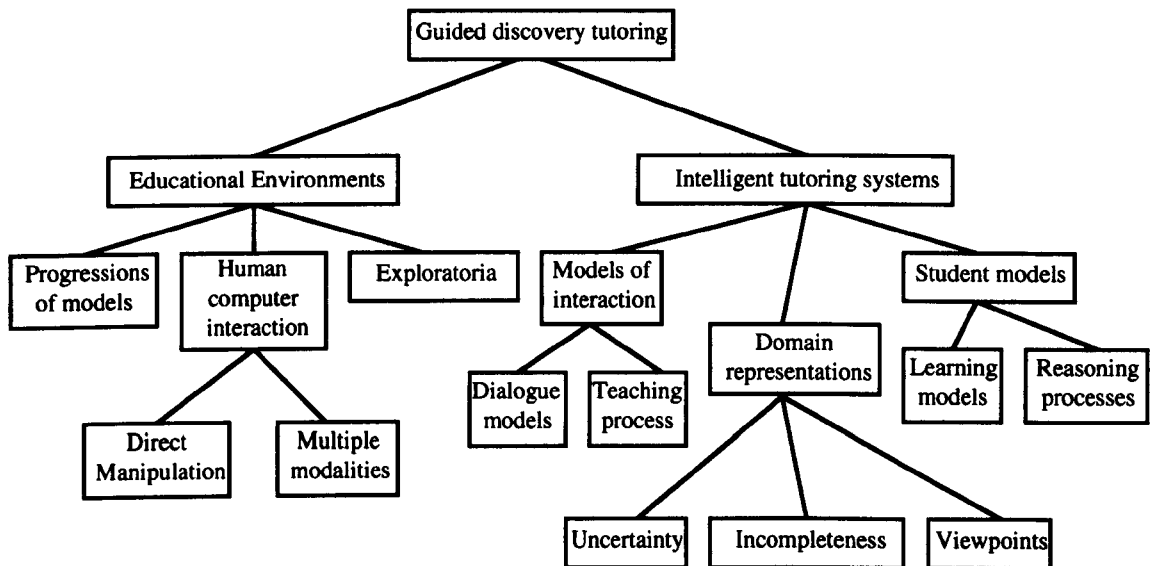 Guided discovery tutoring
Educational Environments
Intelligent tutoring systems
Progressions
of models
Human
computer
interaction
Exploratoria
Models of
interaction
Domain
representations
Student models
Direct
Manipulation
Multiple
modalities
Dialogue
models
Teaching
process
Learning
models
Reasoning
processes
Uncertainty
Incompleteness
Viewpoints